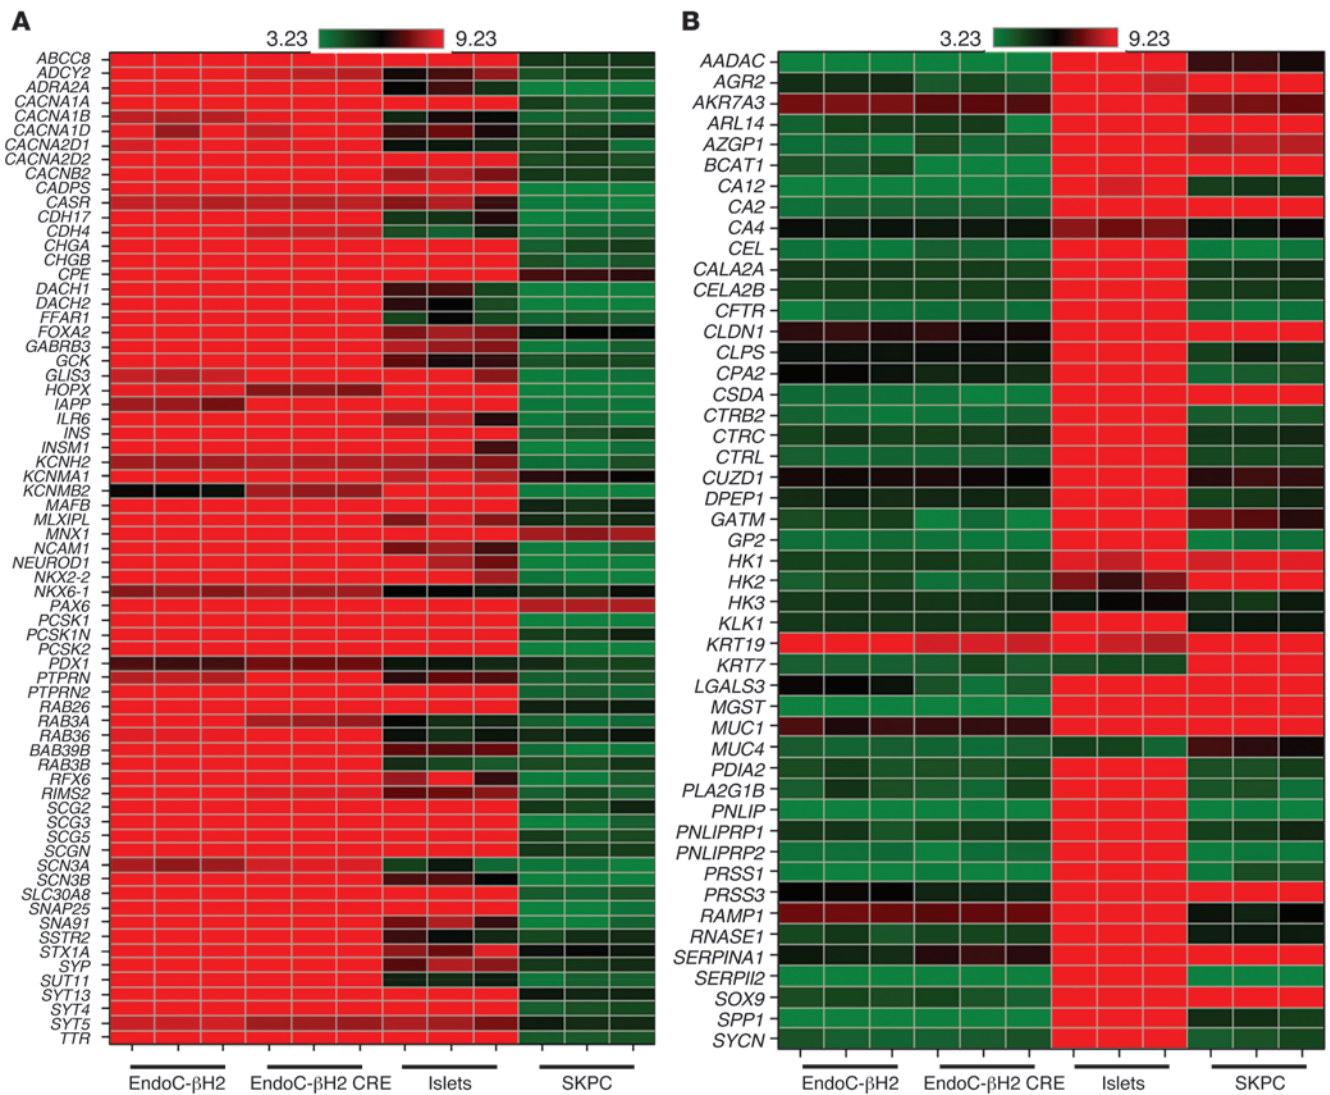 A
3.23 9.23
ABCC8
ADCY2
ADRA2A
CACNA1A
CACNA1B
CACNA1D
CACNA2D1
CACNA2D2
CACNB2
CADPS
CASR
CDH17
CDH4
CHGA
CHGB
CPE
DACH1
DACH2
FFAR1
FOXA2
GABRB3
GCK
GLIS3
HOPX
IAPP
ILR6
INS
INSM1
KCNH2
KCNMA1
KCNMB2
MAFB
MLXIPL
MNX1
NCAM1
NEUROD1
NKX2-2
NKX6-1
PAX6
PCSK1
PCSK1N
PCSK2
PDX1
PTPRN
PTPRN2
RAB26
RAB3A
RAB36
BAB39B
RAB3B
RFX6
RIMS2
SCG2
SCG3
SCG5
SCGN
SCN3A
SCN3B
SLC30A8
SNAP25
SNA91
SSTR2
STX1A
SYP
SUT11
SYT13
SYT4
SYT5
TTR
EndoC-βH2 EndoC-βH2 CRE Islets SKPC
B
3.23 9.23
AADAC
AGR2
AKR7A3
ARL14
AZGP1
BCAT1
CA12
CA2
CA4
CEL
CALA2A
CELA2B
CFTR
CLDN1
CLPS
CPA2
CSDA
CTRB2
CTRC
CTRL
CUZD1
DPEP1
GATM
GP2
HK1
HK2
HK3
KLK1
KRT19
KRT7
LGALS3
MGST
MUC1
MUC4
PDIA2
PLA2G1B
PNLIP
PNLIPRP1
PNLIPRP2
PRSS1
PRSS3
RAMP1
RNASE1
SERPINA1
SERPII2
SOX9
SPP1
SYCN
EndoC-βH2 EndoC-βH2 CRE Islets SKPC